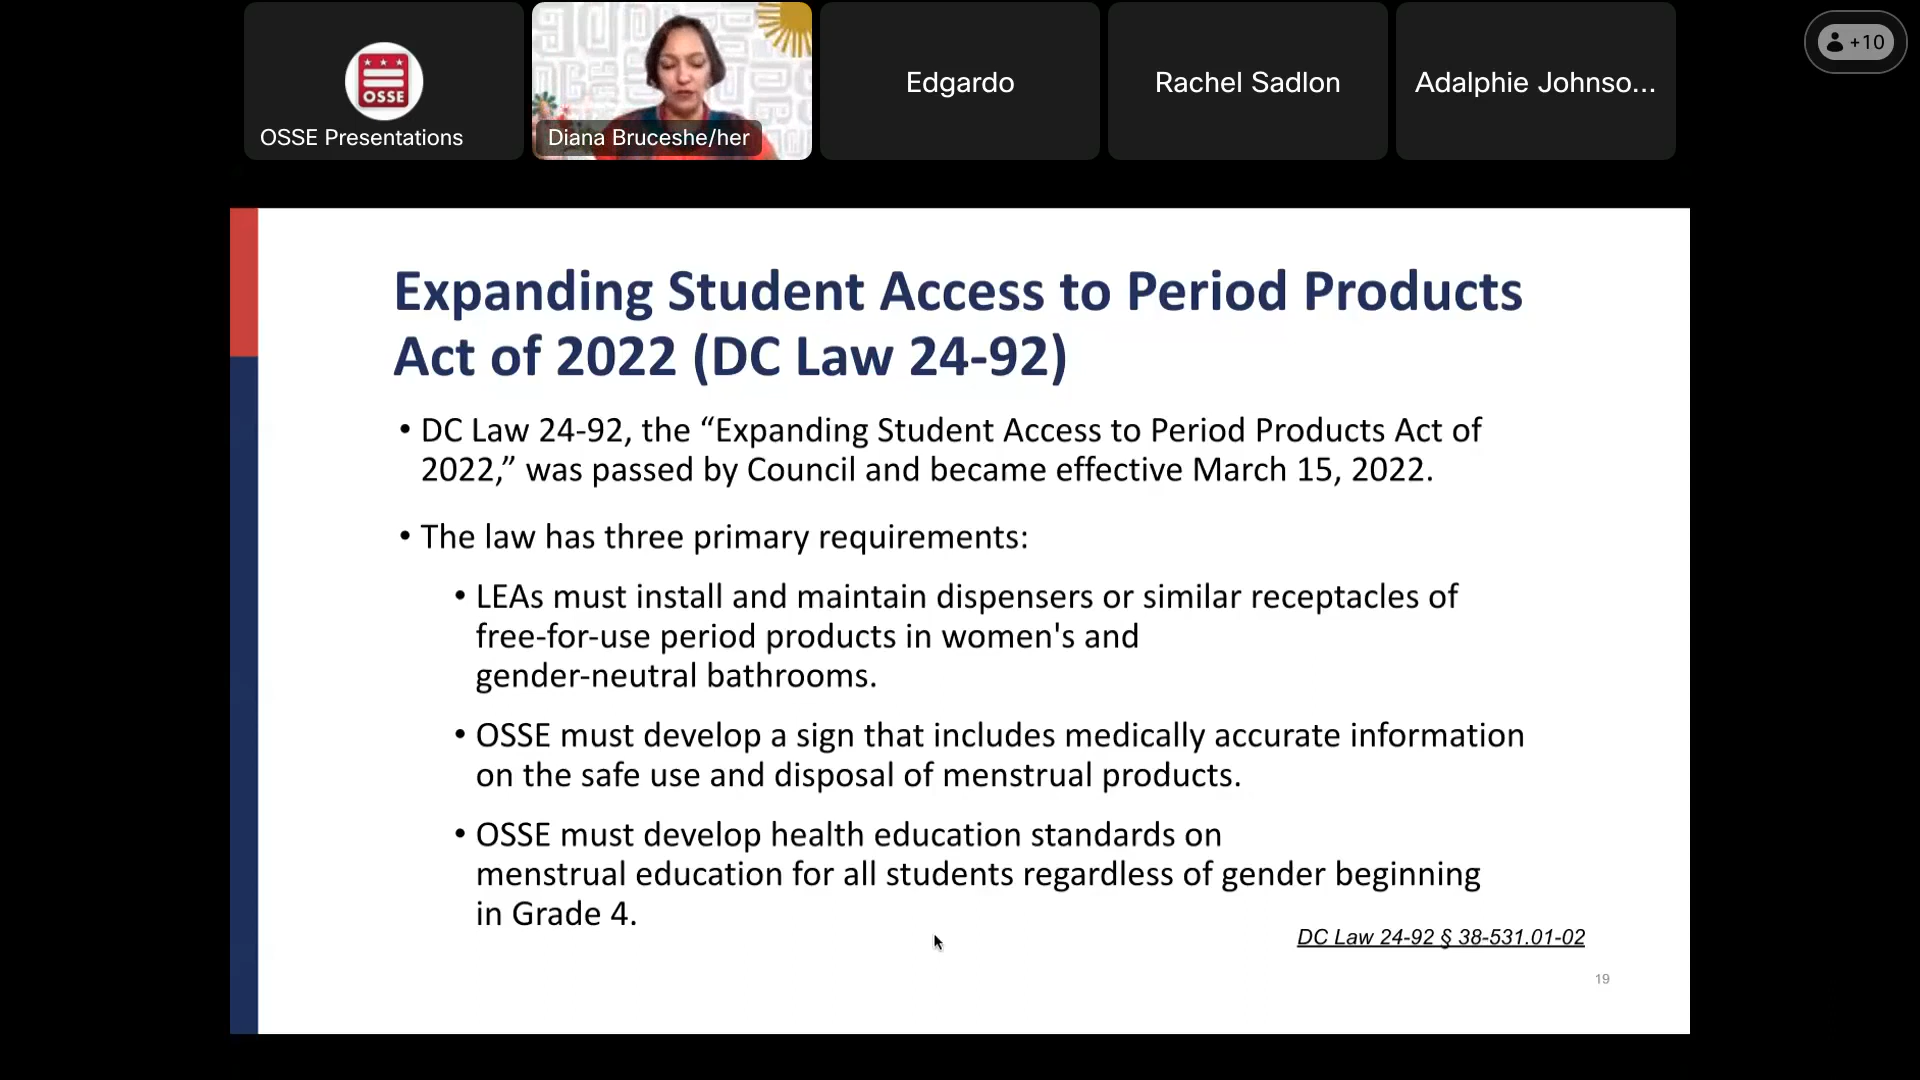 OSSE
OSSE Presentations
Diana Bruceshe/her
Edgardo
Rachel Sadlon
Adalphie Johnso...
+10
Expanding Student Access to Period Products
Act of 2022 (DC Law 24-92)
• DC Law 24-92, the “Expanding Student Access to Period Products Act of
2022,” was passed by Council and became effective March 15, 2022.
• The law has three primary requirements:
• LEAs must install and maintain dispensers or similar receptacles of
free-for-use period products in women's and
gender-neutral bathrooms.
• OSSE must develop a sign that includes medically accurate information
on the safe use and disposal of menstrual products.
• OSSE must develop health education standards on
menstrual education for all students regardless of gender beginning
in Grade 4.
DC Law 24-92 § 38-531.01-02
19